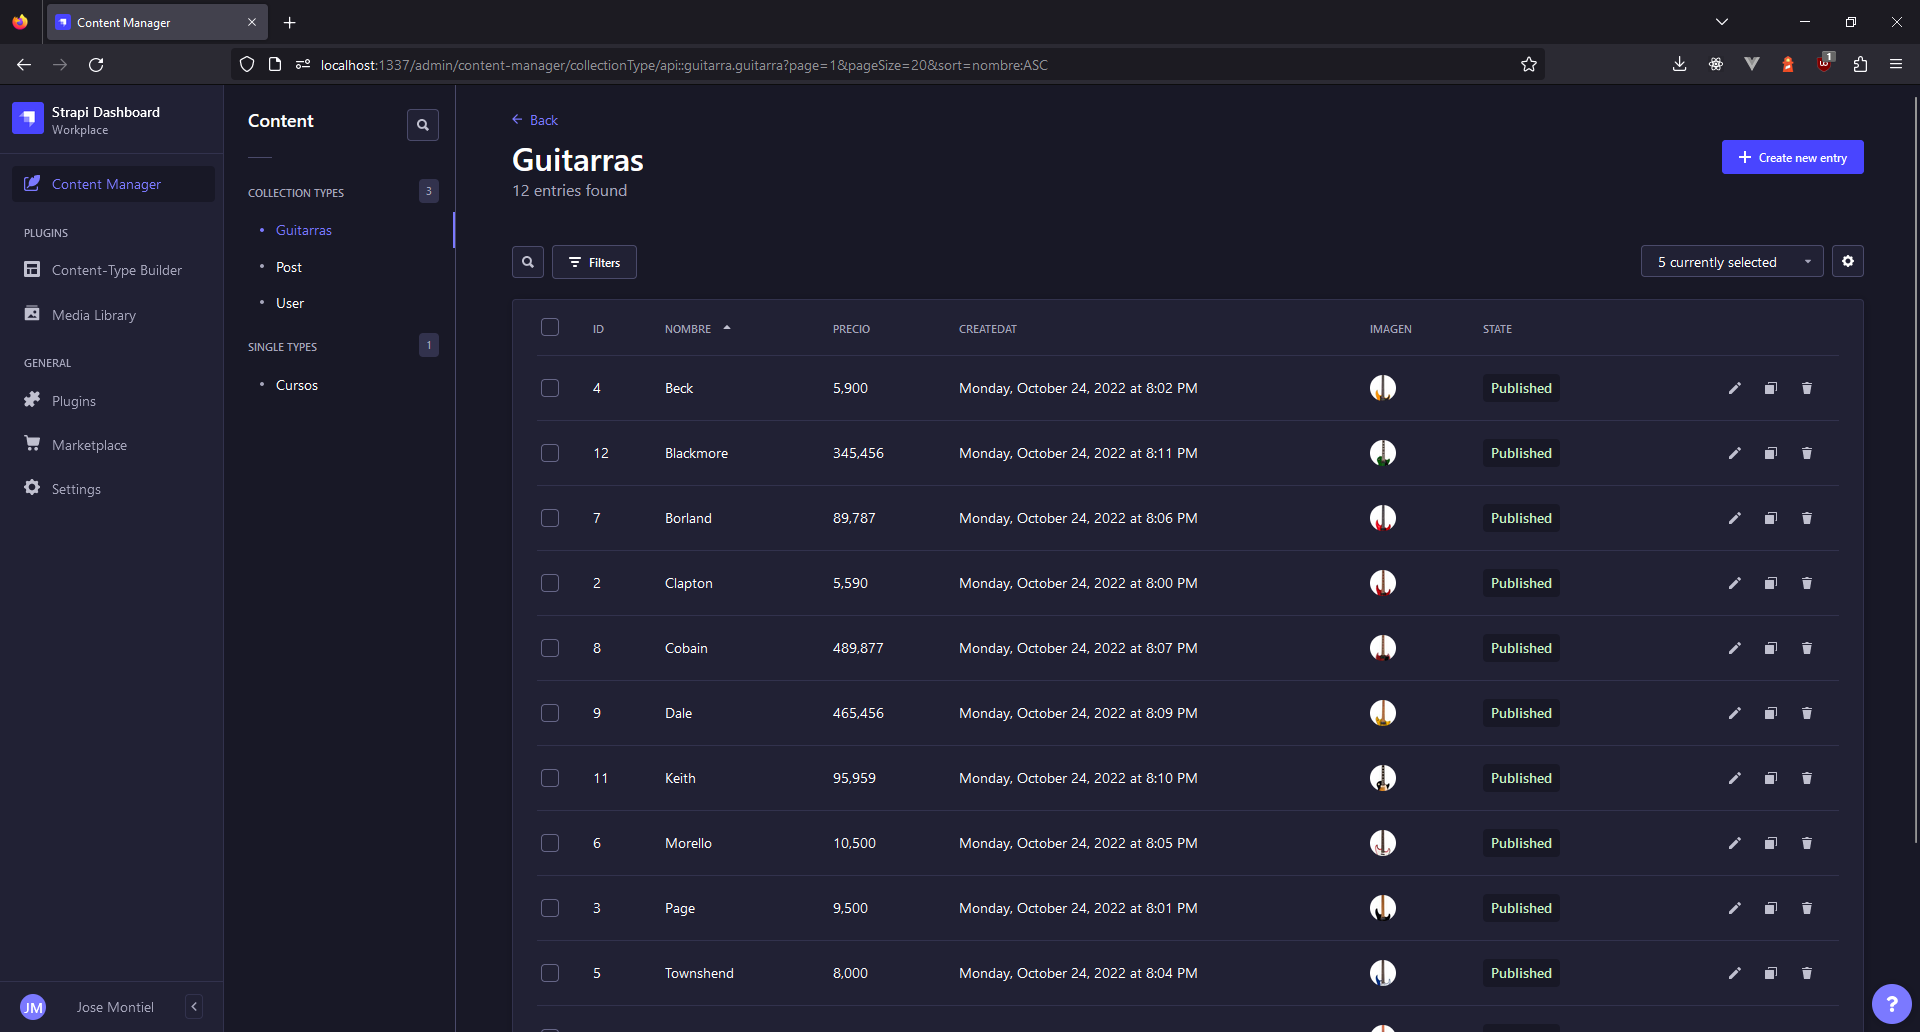 Content Manager
localhost:1337/admin/content-manager/collectionType/api::guitarra.guitarra?page=1&pageSize=20&sort=nombre:ASC
1
Strapi Dashboard
Workplace
Content Manager
PLUGINS
Content-Type Builder
Media Library
GENERAL
Plugins
Marketplace
Settings
JM Jose Montiel
Content
COLLECTION TYPES 3
Guitarras
Post
User
SINGLE TYPES 1
Cursos
Back
Guitarras
12 entries found
Create new entry
Filters
5 currently selected
ID NOMBRE PRECIO CREATEDAT IMAGEN STATE
4 Beck 5,900 Monday, October 24, 2022 at 8:02 PM Published
12 Blackmore 345,456 Monday, October 24, 2022 at 8:11 PM Published
7 Borland 89,787 Monday, October 24, 2022 at 8:06 PM Published
2 Clapton 5,590 Monday, October 24, 2022 at 8:00 PM Published
8 Cobain 489,877 Monday, October 24, 2022 at 8:07 PM Published
9 Dale 465,456 Monday, October 24, 2022 at 8:09 PM Published
11 Keith 95,959 Monday, October 24, 2022 at 8:10 PM Published
6 Morello 10,500 Monday, October 24, 2022 at 8:05 PM Published
3 Page 9,500 Monday, October 24, 2022 at 8:01 PM Published
5 Townshend 8,000 Monday, October 24, 2022 at 8:04 PM Published
?